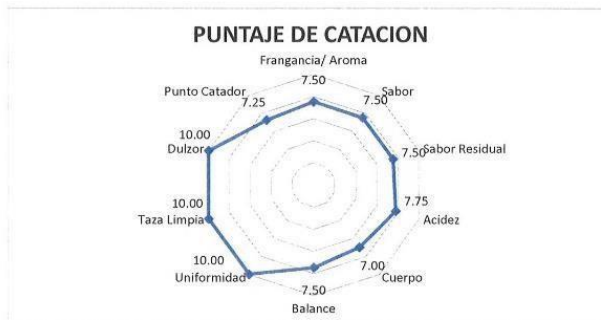 PUNTAJE DE CATACION
Frangancia/ Aroma
7.50
Sabor
7.50
Sabor Residual
7.50
Acidez
7.75
Cuerpo
7.00
Balance
7.50
Uniformidad
10.00
Taza Limpia
10.00
Dulzor
10.00
Punto Catador
7.25